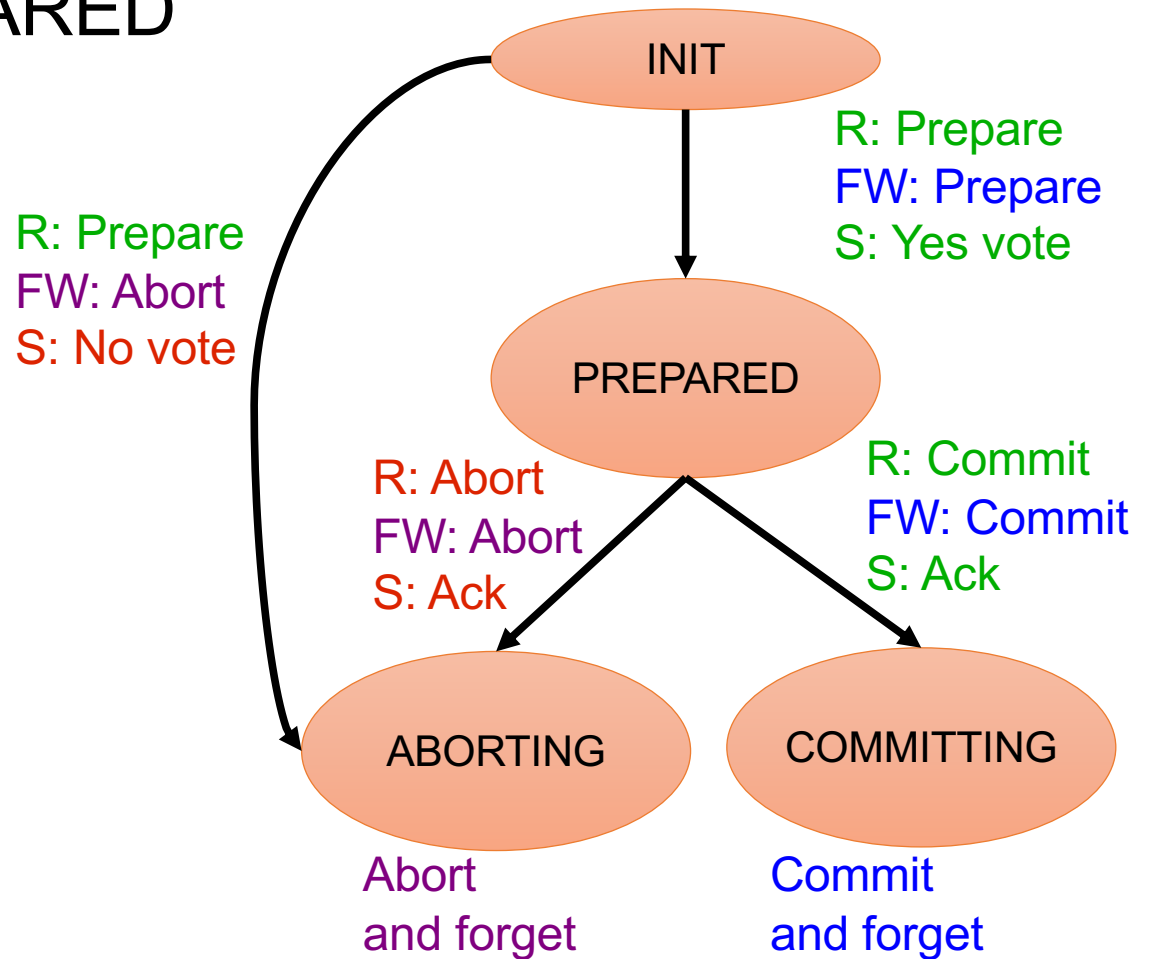 INIT
R: Prepare
FW: Prepare
S: Yes vote
R: Prepare
FW: Abort
S: No vote
PREPARED
R: Abort
FW: Abort
S: Ack
R: Commit
FW: Commit
S: Ack
ABORTING
COMMITTING
Abort
and forget
Commit
and forget